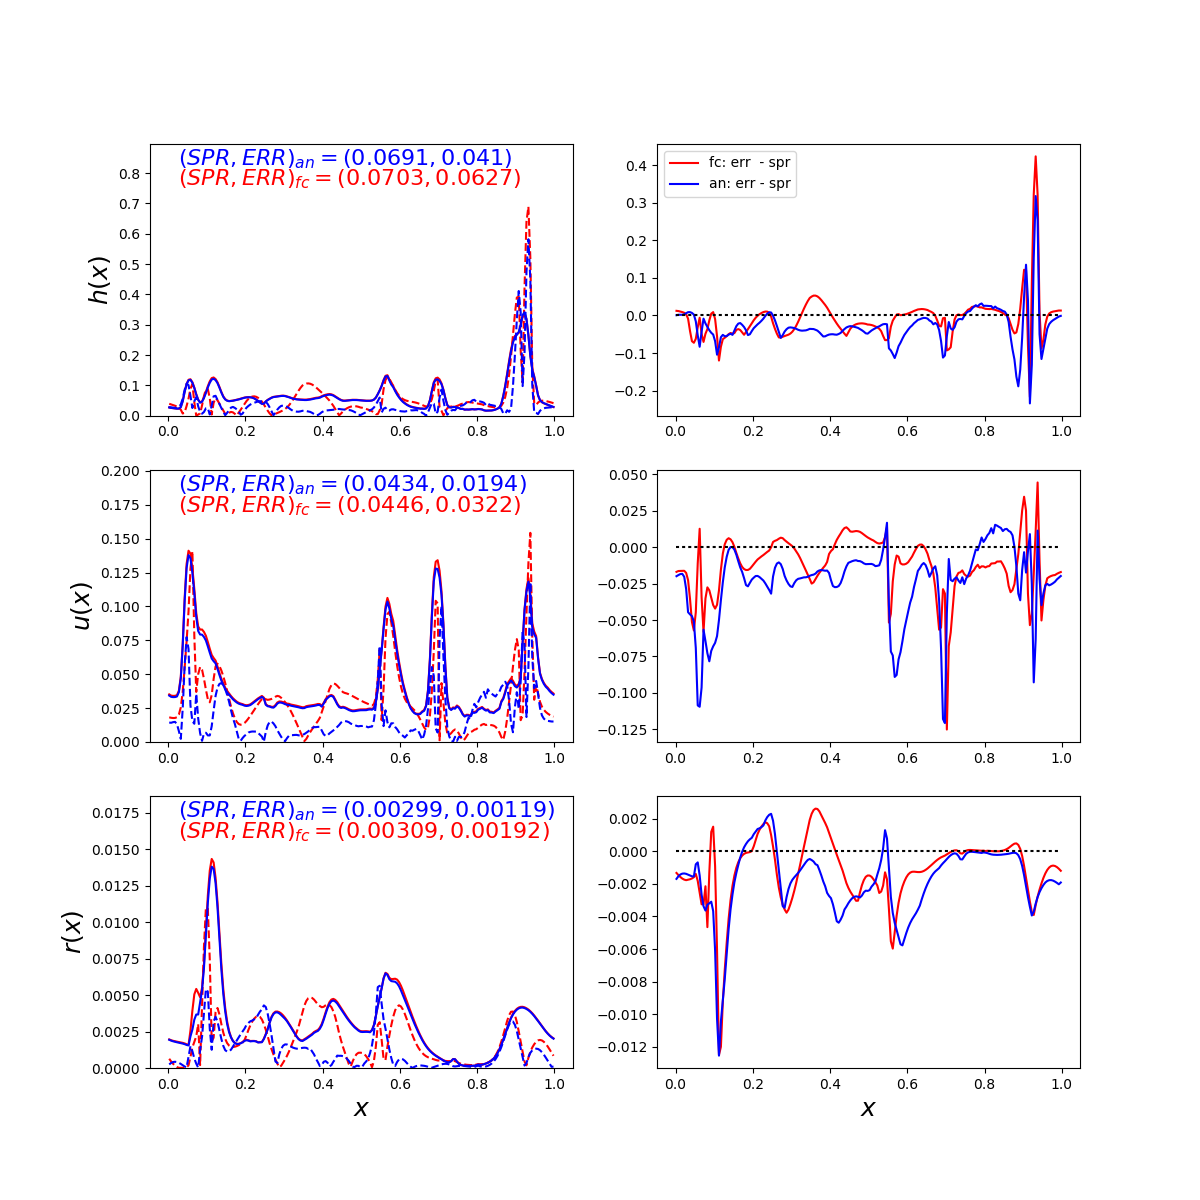 (SPR, ERR)an = (0.0691, 0.041)
(SPR, ERR)fc = (0.0703, 0.0627)
h(x)
0.8
0.7
0.6
0.5
0.4
0.3
0.2
0.1
0.0
0.0 0.2 0.4 0.6 0.8 1.0
fc: err - spr
an: err - spr
0.4
0.3
0.2
0.1
0.0
−0.1
−0.2
0.0 0.2 0.4 0.6 0.8 1.0
(SPR, ERR)an = (0.0434, 0.0194)
(SPR, ERR)fc = (0.0446, 0.0322)
u(x)
0.200
0.175
0.150
0.125
0.100
0.075
0.050
0.025
0.000
0.0 0.2 0.4 0.6 0.8 1.0
0.050
0.025
0.000
−0.025
−0.050
−0.075
−0.100
−0.125
0.0 0.2 0.4 0.6 0.8 1.0
(SPR, ERR)an = (0.00299, 0.00119)
(SPR, ERR)fc = (0.00309, 0.00192)
r(x)
0.0175
0.0150
0.0125
0.0100
0.0075
0.0050
0.0025
0.0000
0.0 0.2 0.4 0.6 0.8 1.0
x
0.002
0.000
−0.002
−0.004
−0.006
−0.008
−0.010
−0.012
0.0 0.2 0.4 0.6 0.8 1.0
x